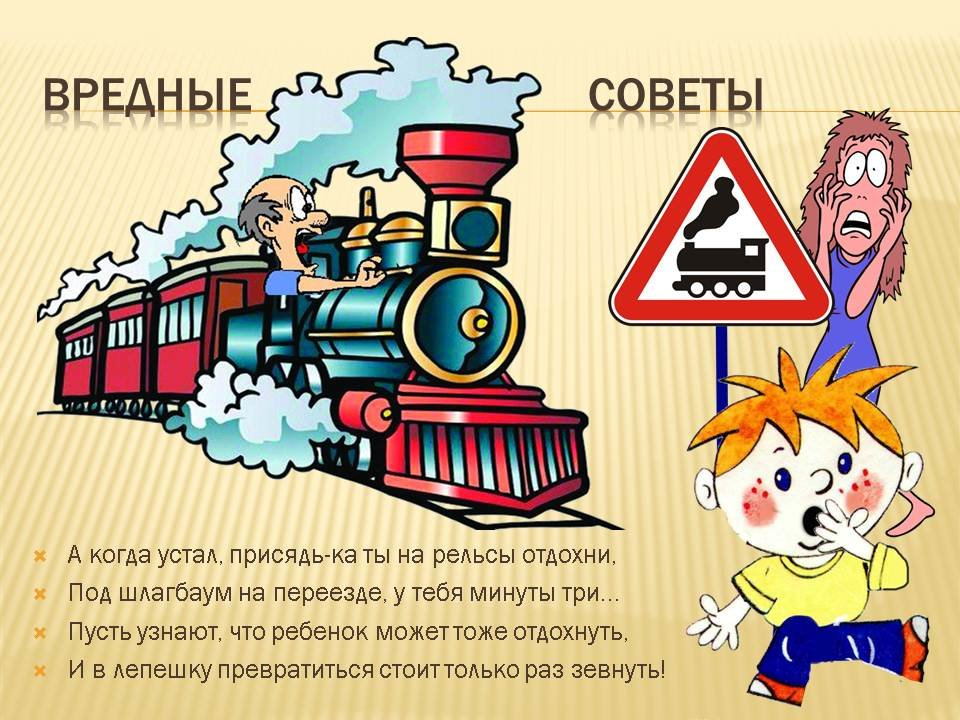 ВРЕДНЫЕ СОВЕТЫ
А когда устал, присядь-ка ты на рельсы отдохни,
Под шлагбаум на переезде, у тебя минуты три...
Пусть узнают, что ребенок может тоже отдохнуть,
И в лепешку превратиться стоит только раз зевнуть!